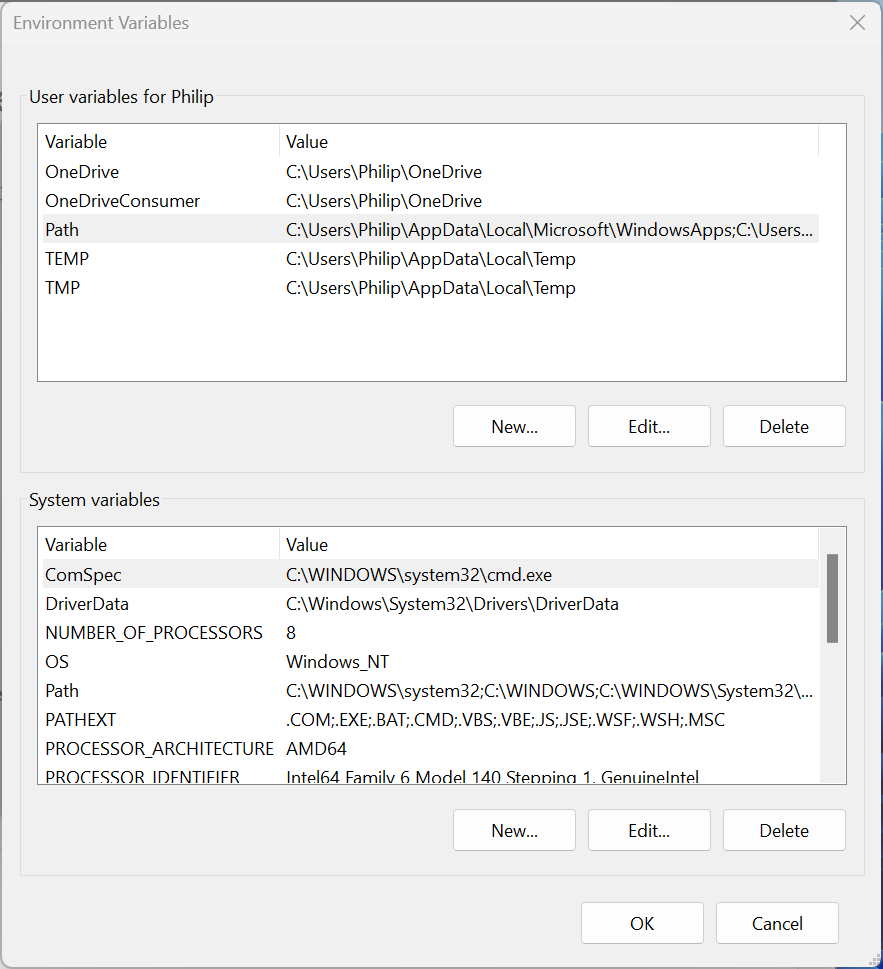 Environment Variables
User variables for Philip
Variable Value
OneDrive C:\Users\Philip\OneDrive
OneDriveConsumer C:\Users\Philip\OneDrive
Path C:\Users\Philip\AppData\Local\Microsoft\WindowsApps;C:\Users...
TEMP C:\Users\Philip\AppData\Local\Temp
TMP C:\Users\Philip\AppData\Local\Temp
New... Edit... Delete
System variables
Variable Value
ComSpec C:\WINDOWS\system32\cmd.exe
DriverData C:\Windows\System32\Drivers\DriverData
NUMBER_OF_PROCESSORS 8
OS Windows_NT
Path C:\WINDOWS\system32;C:\WINDOWS;C:\WINDOWS\System32\...
PATHEXT .COM;.EXE;.BAT;.CMD;.VBS;.VBE;.JS;.JSE;.WSF;.WSH;.MSC
PROCESSOR_ARCHITECTURE AMD64
PROCESSOR_IDENTIFIER Intel64 Family 6 Model 140 Stepping 1, GenuineIntel
New... Edit... Delete
OK Cancel